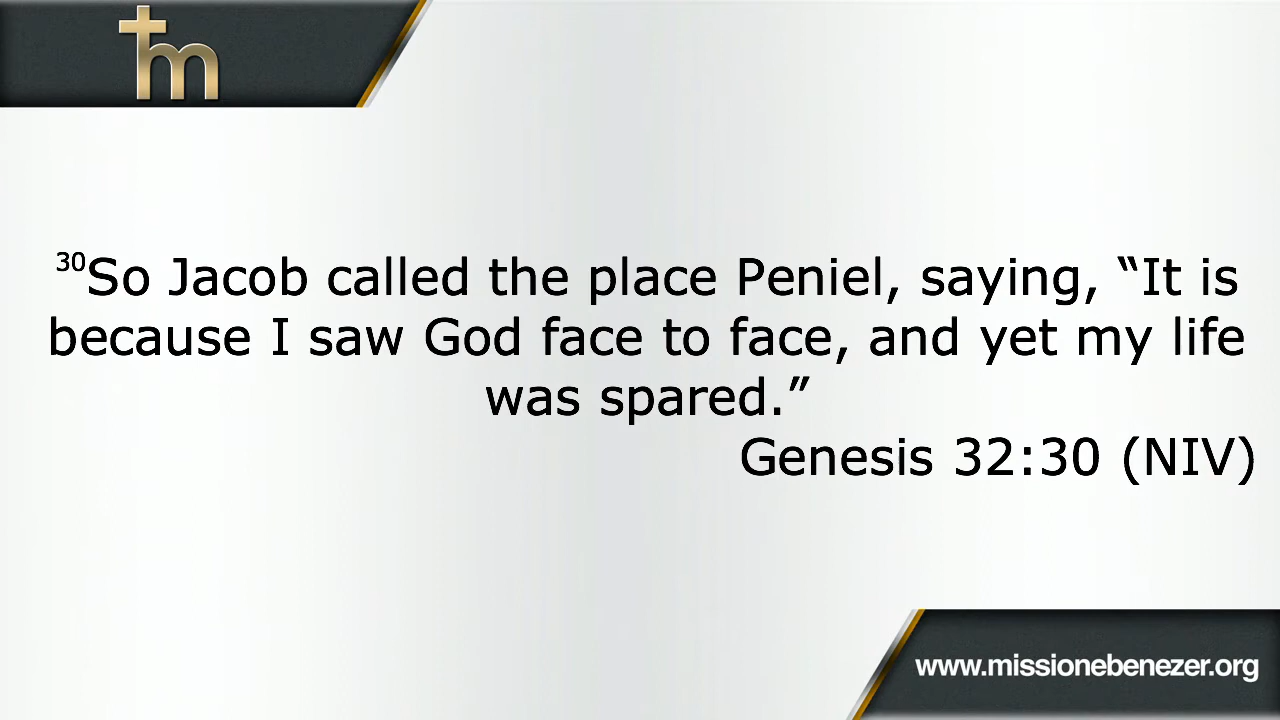 ³⁰So Jacob called the place Peniel, saying, “It is
because I saw God face to face, and yet my life
was spared.”
Genesis 32:30 (NIV)
www.missionebenezer.org